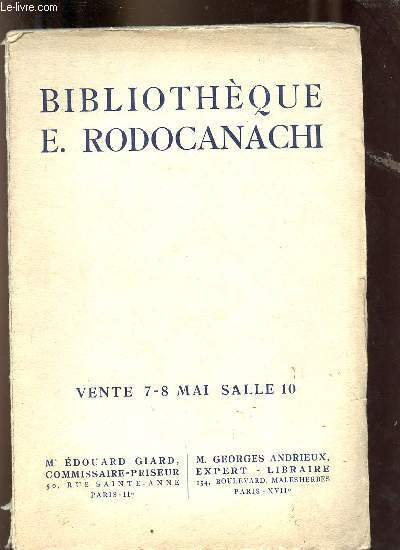 Le-livre.com
BIBLIOTHÈQUE
E. RODOCANACHI
VENTE 7-8 MAI SALLE 10
Mᵉ ÉDOUARD GIARD,
COMMISSAIRE-PRISEUR
50, RUE SAINTE-ANNE
PARIS-IIᵉ
M. GEORGES ANDRIEUX,
EXPERT - LIBRAIRE
154, BOULEVARD, MALESHERBES
PARIS-XVIIᵉ